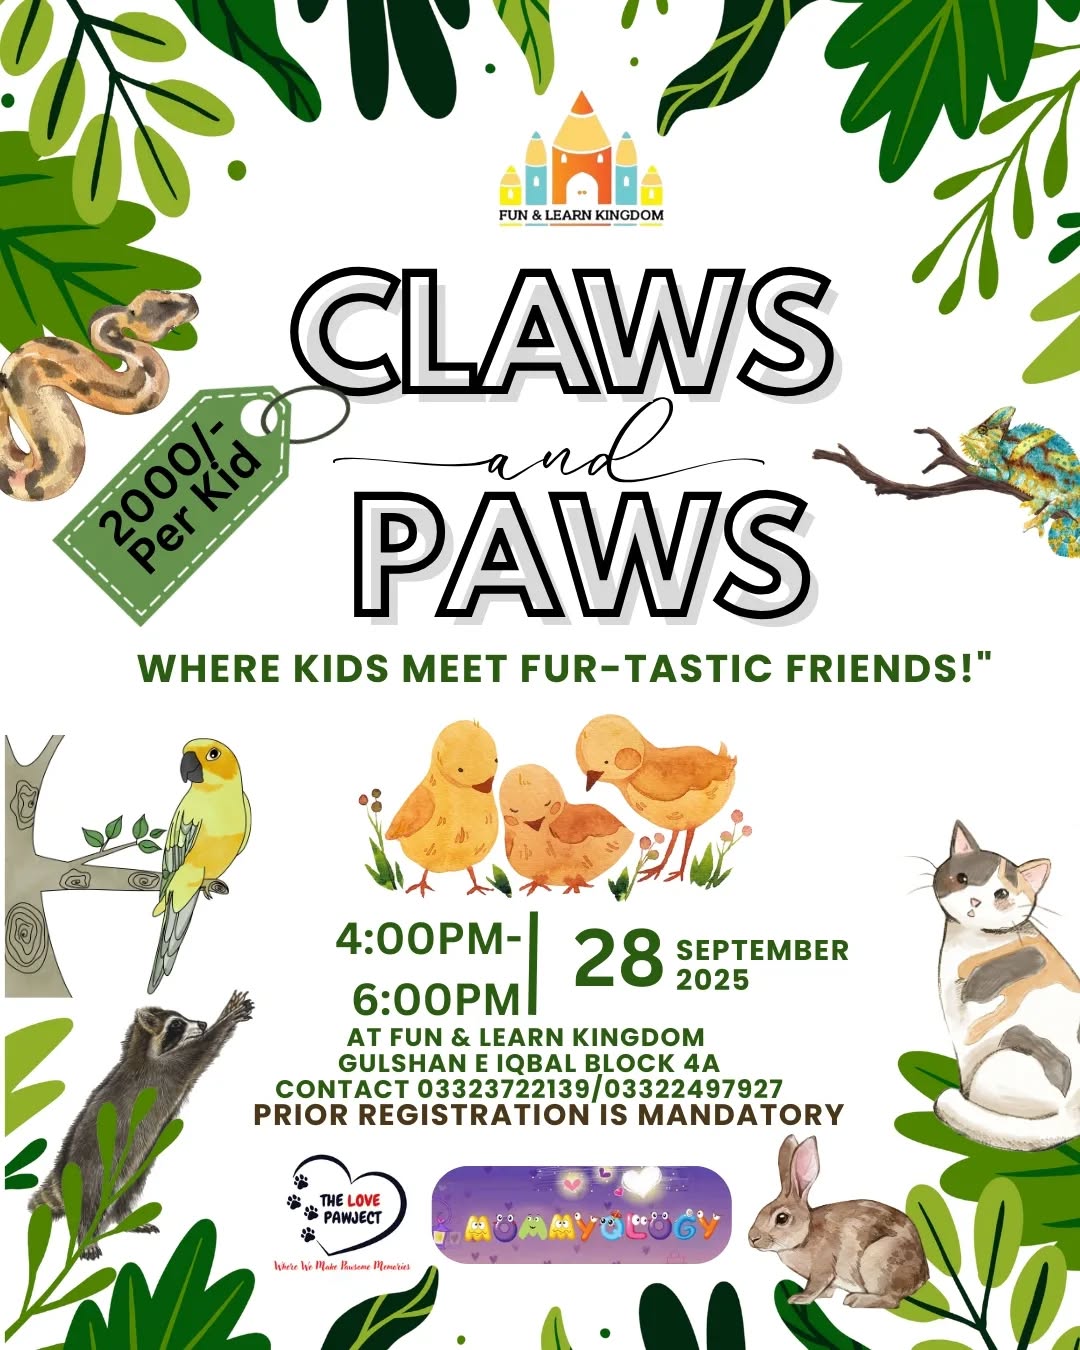 FUN & LEARN KINGDOM
CLAWS
and
PAWS
2000/-
Per Kid
WHERE KIDS MEET FUR-TASTIC FRIENDS!"
4:00PM-
6:00PM
28 SEPTEMBER
2025
AT FUN & LEARN KINGDOM
GULSHAN E IQBAL BLOCK 4A
CONTACT 03323722139/03322497927
PRIOR REGISTRATION IS MANDATORY
THE LOVE
PAWJECT
Where We Make Pawsome Memories
MOMMYOLOGY